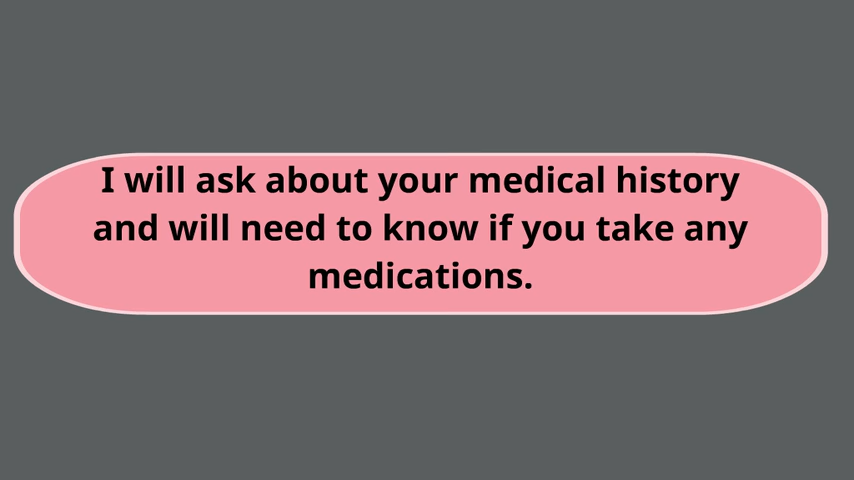 I will ask about your medical history
and will need to know if you take any
medications.